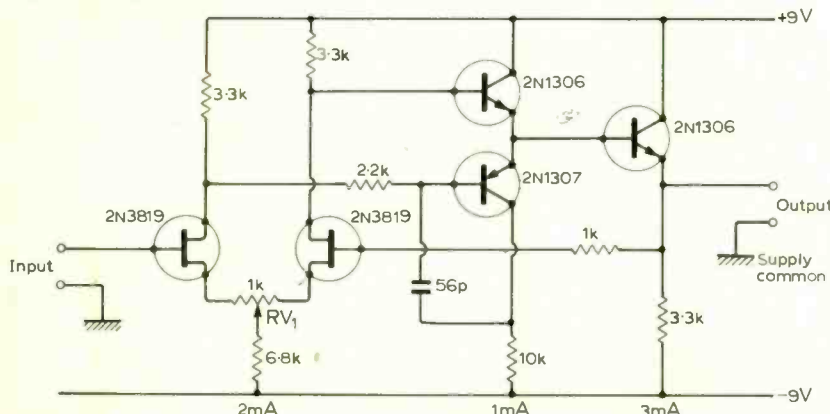 +9V
3·3k
3·3k
2N1306
2N1306
2·2k
2N1307
2N3819
2N3819
Output
Input
1k
1k
Supply
common
56p
RV1
3·3k
6·8k
10k
2mA
1mA
3mA
-9V